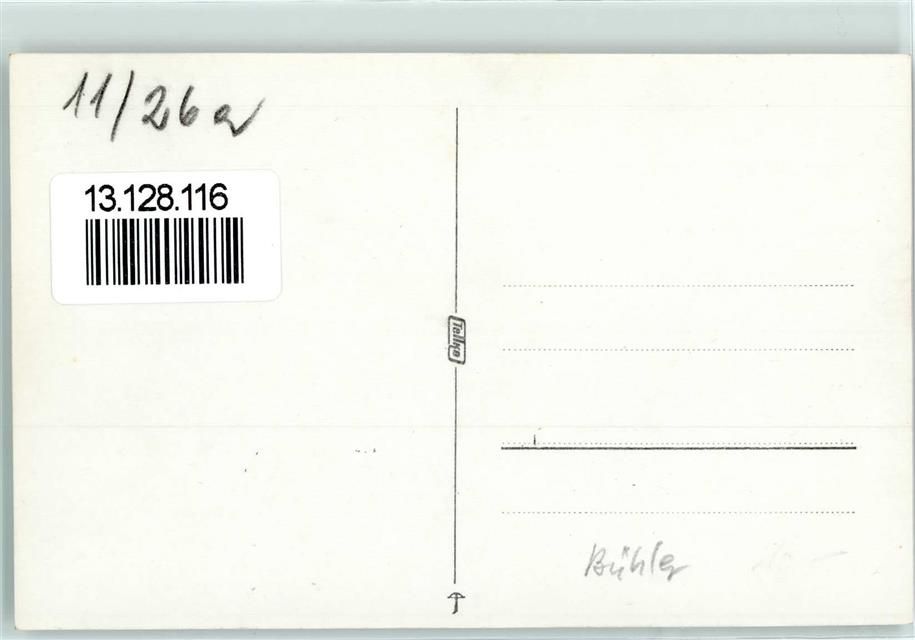 11/26a
13.128.116
Tellko
Bühler